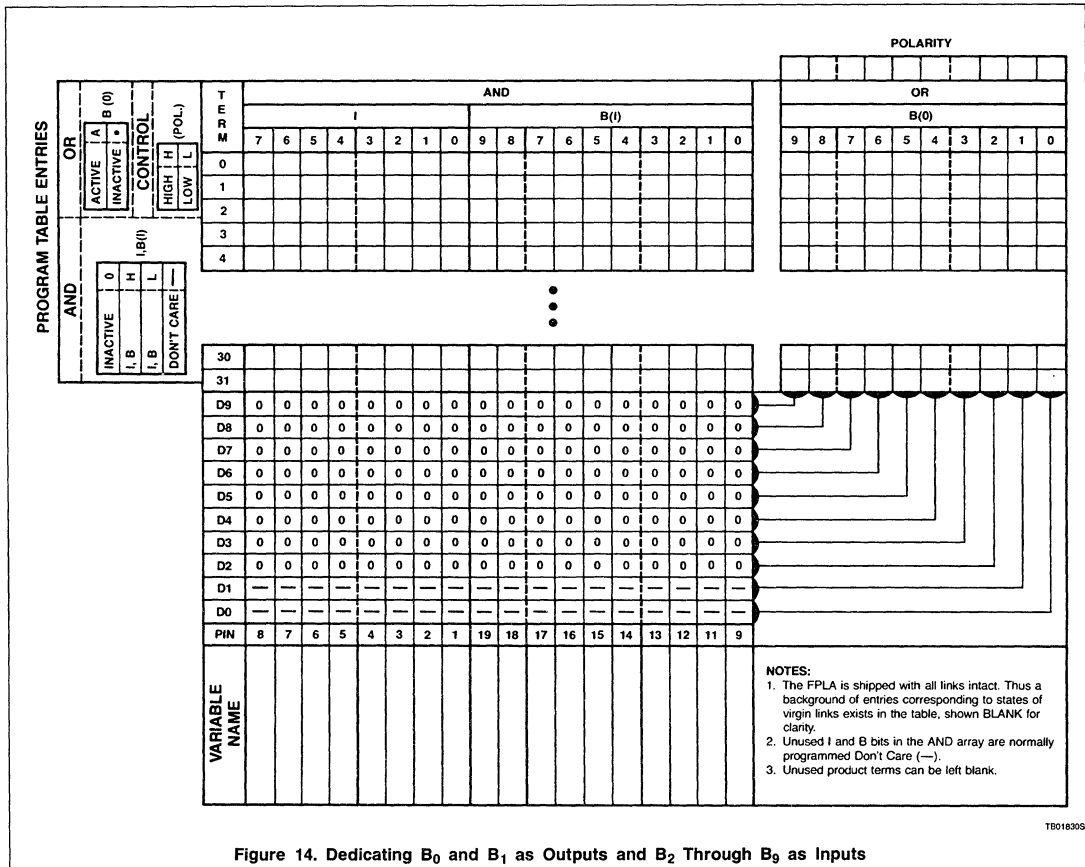 POLARITY
PROGRAM TABLE ENTRIES
AND
OR
INACTIVE 0
I, B H
I, B L
DON'T CARE —
I,B(I)
ACTIVE A
INACTIVE •
B (0)
CONTROL
HIGH H
LOW L
(POL.)
TERM
AND
I
B(I)
7 6 5 4 3 2 1 0 9 8 7 6 5 4 3 2 1 0
OR
B(0)
9 8 7 6 5 4 3 2 1 0
0
1
2
3
4
30
31
D9 0 0 0 0 0 0 0 0 0 0 0 0 0 0 0 0 0 0
D8 0 0 0 0 0 0 0 0 0 0 0 0 0 0 0 0 0 0
D7 0 0 0 0 0 0 0 0 0 0 0 0 0 0 0 0 0 0
D6 0 0 0 0 0 0 0 0 0 0 0 0 0 0 0 0 0 0
D5 0 0 0 0 0 0 0 0 0 0 0 0 0 0 0 0 0 0
D4 0 0 0 0 0 0 0 0 0 0 0 0 0 0 0 0 0 0
D3 0 0 0 0 0 0 0 0 0 0 0 0 0 0 0 0 0 0
D2 0 0 0 0 0 0 0 0 0 0 0 0 0 0 0 0 0 0
D1 — — — — — — — — — — — — — — — — — —
D0 — — — — — — — — — — — — — — — — — —
PIN 8 7 6 5 4 3 2 1 19 18 17 16 15 14 13 12 11 9
VARIABLE
NAME
NOTES:
1. The FPLA is shipped with all links intact. Thus a
background of entries corresponding to states of
virgin links exists in the table, shown BLANK for
clarity.
2. Unused I and B bits in the AND array are normally
programmed Don't Care (—).
3. Unused product terms can be left blank.
TB01830S
Figure 14. Dedicating B0 and B1 as Outputs and B2 Through B9 as Inputs